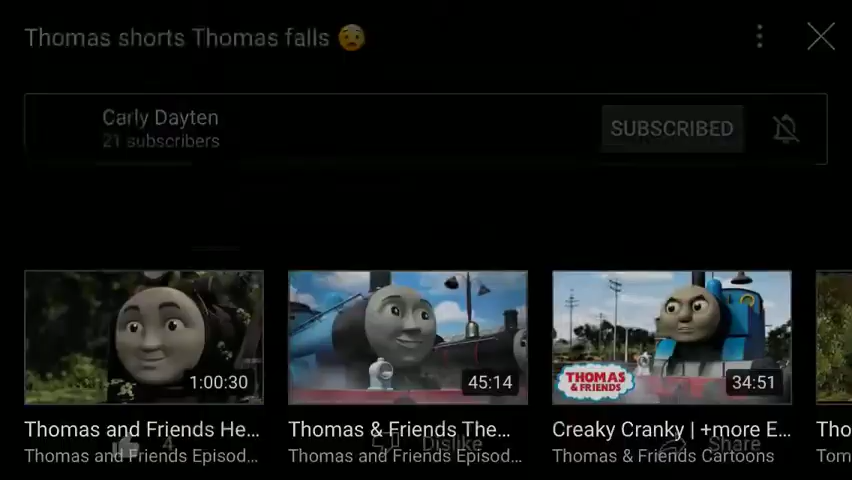 Thomas shorts Thomas falls 😟
Carly Dayten
21 subscribers
SUBSCRIBED
1:00:30
45:14
THOMAS
& FRIENDS
34:51
Thomas and Friends He...
Thomas & Friends The...
Creaky Cranky | +more E...
Tho
4
Dislike
Share
Thomas and Friends Episod...
Thomas and Friends Episod...
Thomas & Friends Cartoons
Tom